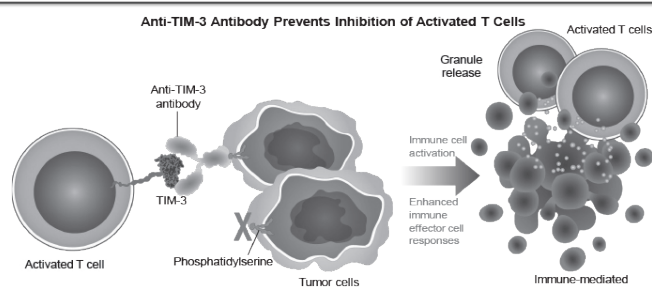 Anti-TIM-3 Antibody Prevents Inhibition of Activated T Cells
Activated T cells
Granule
release
Anti-TIM-3
antibody
TIM-3
Activated T cell
Phosphatidylserine
X
Tumor cells
Immune cell
activation
Enhanced
immune
effector cell
responses
Immune-mediated